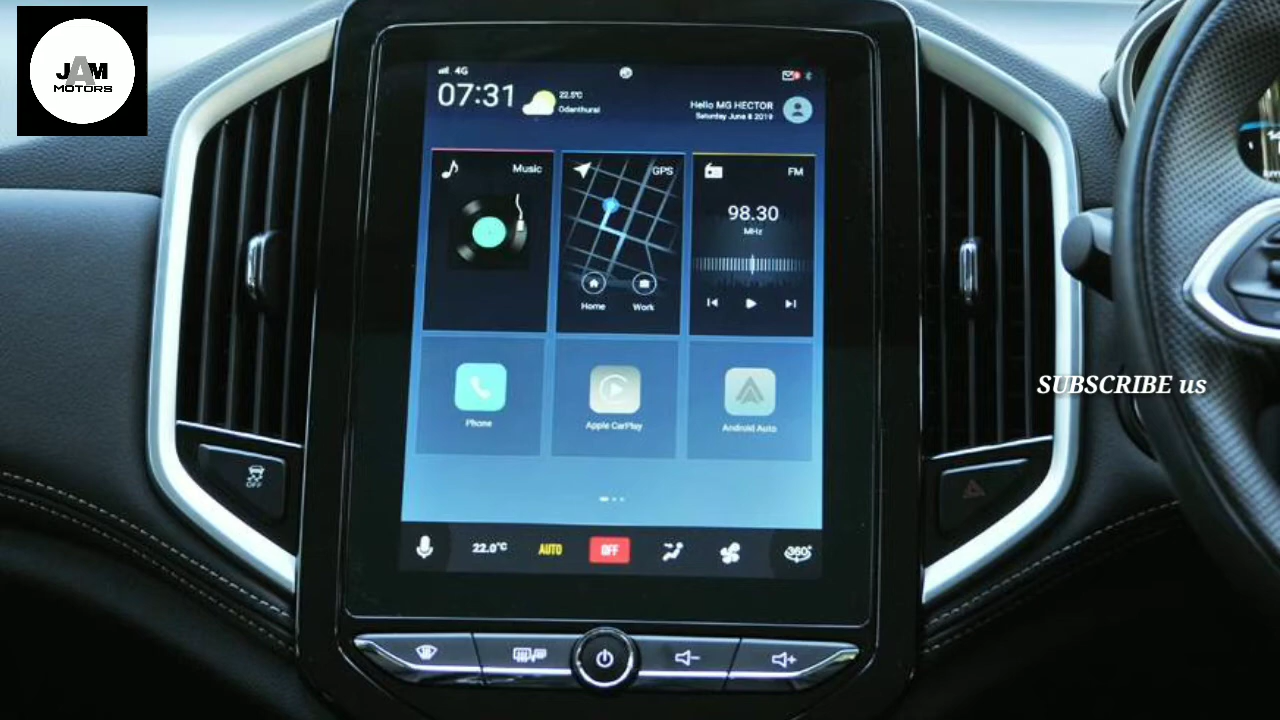 JAM
MOTORS
4G
07:31
22.5°C
Odanthurai
Hello MG HECTOR
Saturday June 8 2019
Music
GPS
FM
98.30
MHz
Home
Work
Phone
Apple CarPlay
Android Auto
SUBSCRIBE us
OFF
22.0°C
AUTO
OFF
360°